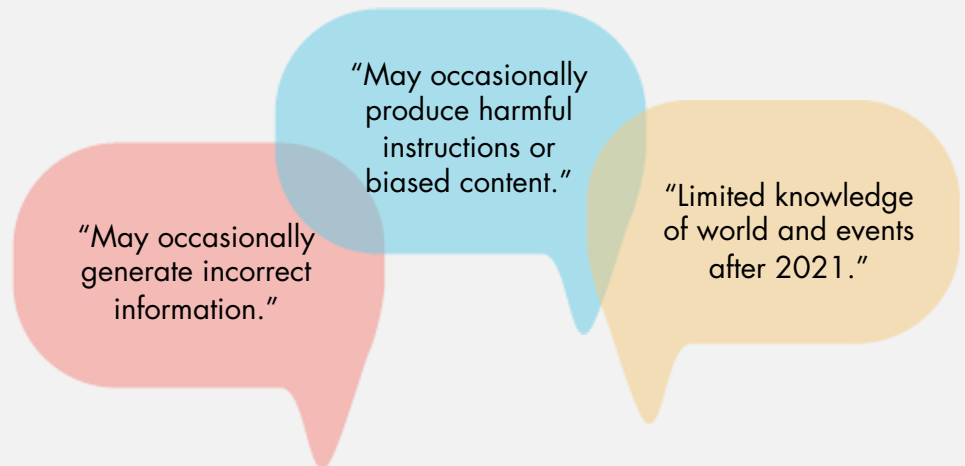 “May occasionally
generate incorrect
information.”
“May occasionally
produce harmful
instructions or
biased content.”
“Limited knowledge
of world and events
after 2021.”